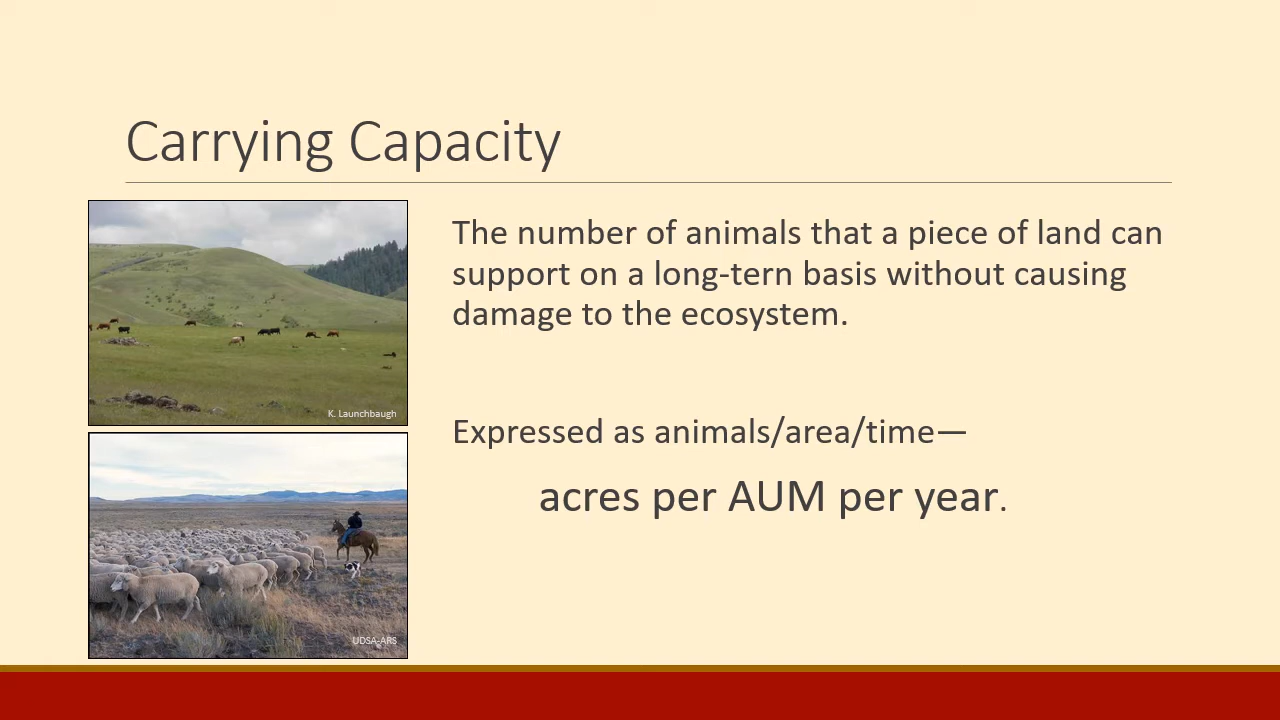 Carrying Capacity
The number of animals that a piece of land can
support on a long-tern basis without causing
damage to the ecosystem.
K. Launchbaugh
Expressed as animals/area/time—
acres per AUM per year.
UDSA-ARS